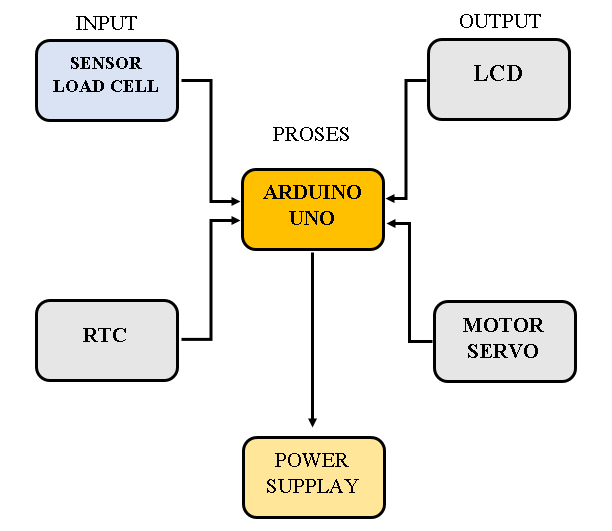 INPUT
OUTPUT
SENSOR
LOAD CELL
LCD
PROSES
ARDUINO
UNO
RTC
MOTOR
SERVO
POWER
SUPPLAY